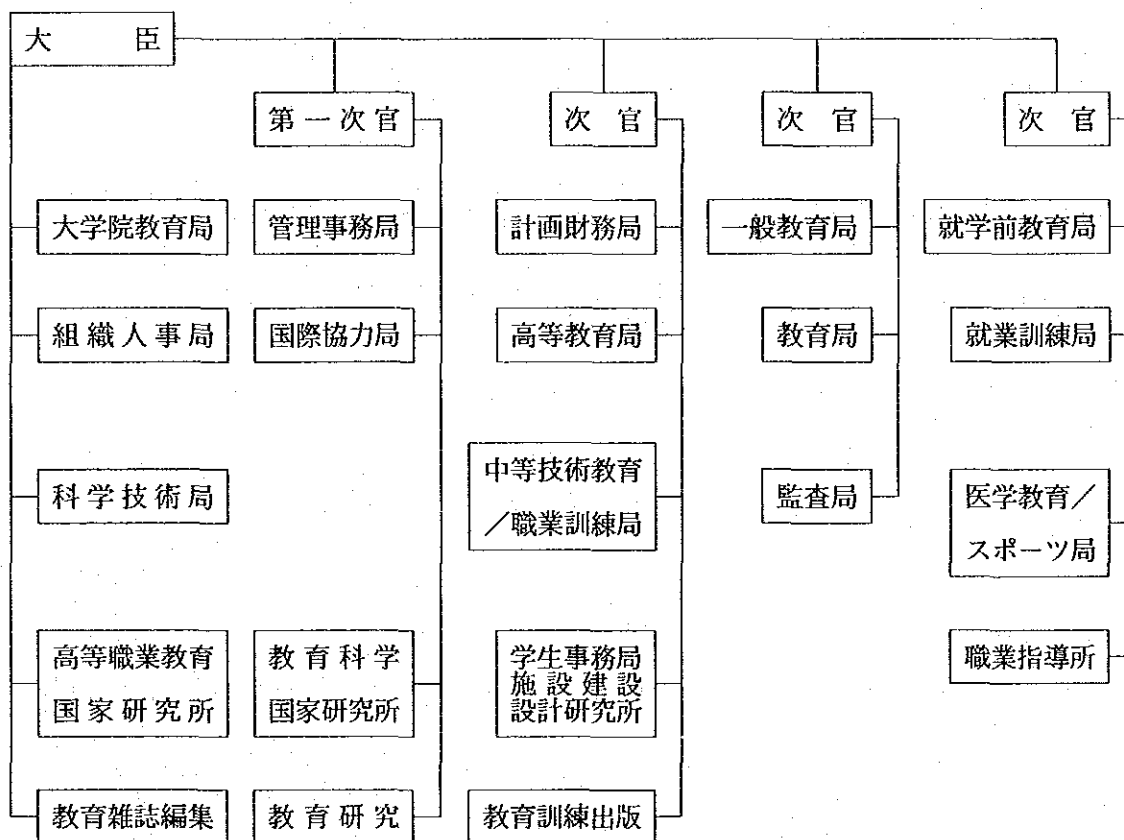 大臣
第一次官
次官
次官
次官
大学院教育局
管理事務局
計画財務局
一般教育局
就学前教育局
組織人事局
国際協力局
高等教育局
教育局
就業訓練局
科学技術局
中等技術教育
／職業訓練局
監査局
医学教育／
スポーツ局
高等職業教育
国家研究所
教育科学
国家研究所
学生事務局
施設建設
設計研究所
職業指導所
教育雑誌編集
教育研究
教育訓練出版